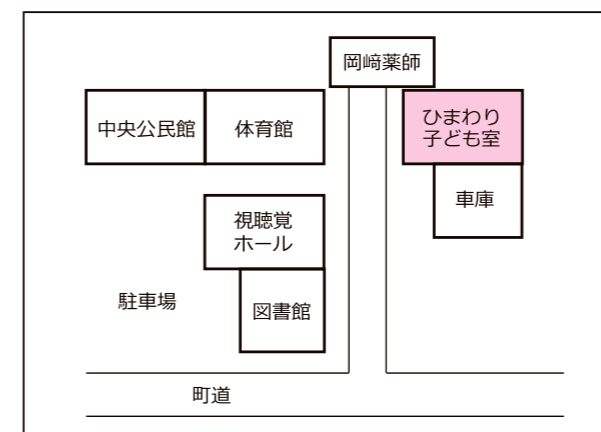 岡﨑薬師
中央公民館
体育館
ひまわり
子ども室
車庫
視聴覚
ホール
駐車場
図書館
町道